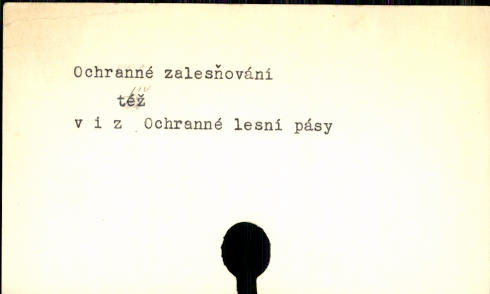 Ochranné zalesňování
též
v i z Ochranné lesní pásy